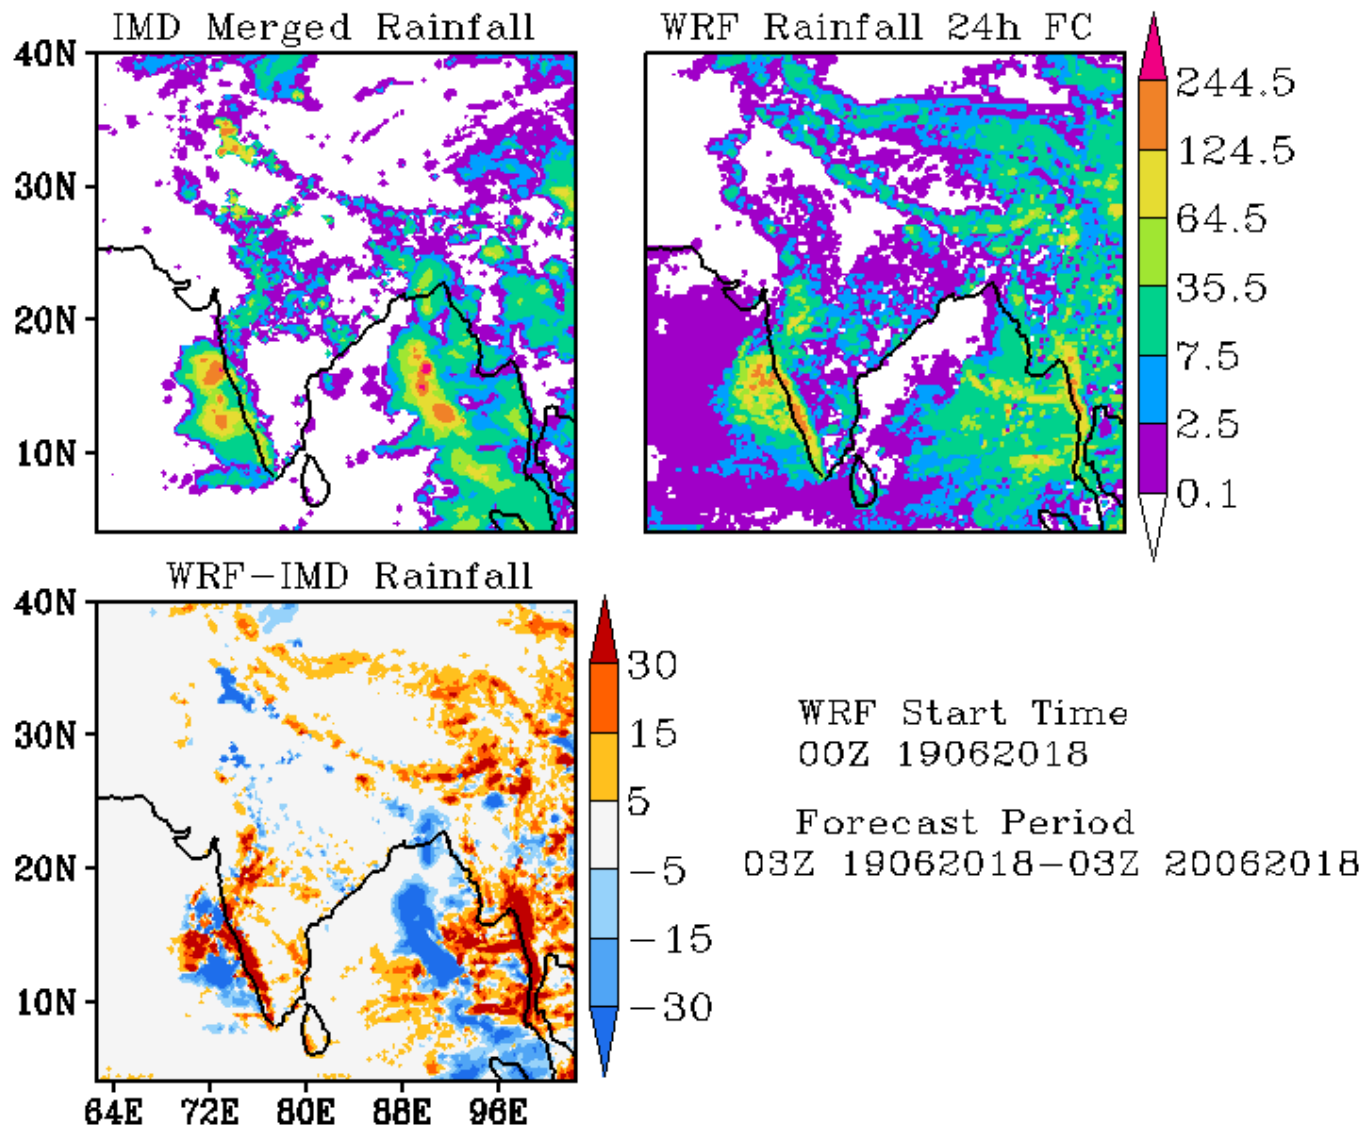 IMD Merged Rainfall
WRF Rainfall 24h FC
40N
30N
20N
10N
244.5
124.5
64.5
35.5
7.5
2.5
0.1
WRF-IMD Rainfall
40N
30N
20N
10N
64E 72E 80E 88E 96E
30
15
5
-5
-15
-30
WRF Start Time
00Z 19062018
Forecast Period
03Z 19062018-03Z 20062018